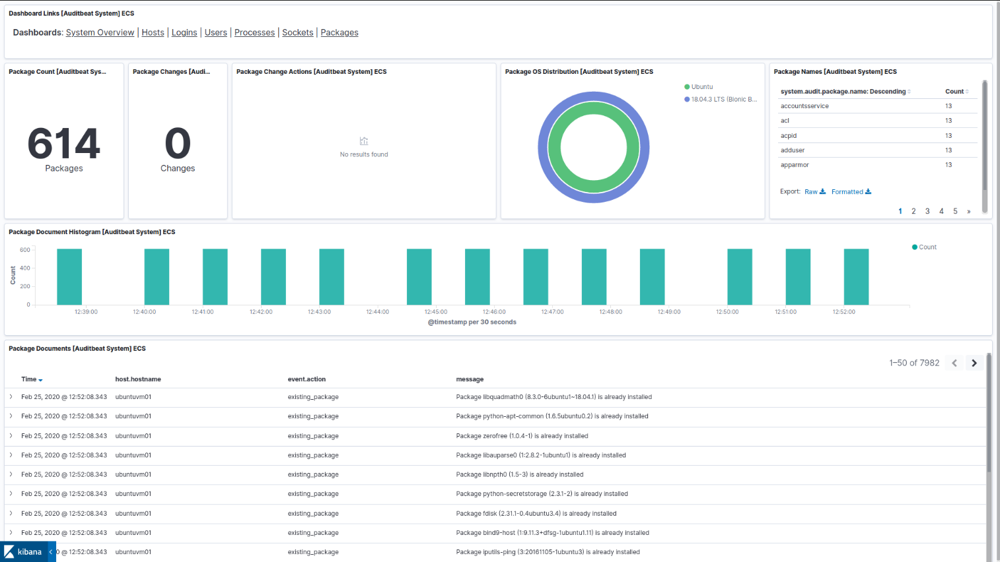 Dashboard Links [Auditbeat System] ECS
Dashboards: System Overview | Hosts | Logins | Users | Processes | Sockets | Packages
Package Count [Auditbeat Sys...
614
Packages
Package Changes [Audi...
0
Changes
Package Change Actions [Auditbeat System] ECS
No results found
Package OS Distribution [Auditbeat System] ECS
Ubuntu
18.04.3 LTS (Bionic B...
Package Names [Auditbeat System] ECS
system.audit.package.name: Descending Count
accountsservice 13
acl 13
acpid 13
adduser 13
apparmor 13
Export: Raw Formatted
1 2 3 4 5 »
Package Document Histogram [Auditbeat System] ECS
Count
600
400
200
0
12:39:00 12:40:00 12:41:00 12:42:00 12:43:00 12:44:00 12:45:00 12:46:00 12:47:00 12:48:00 12:49:00 12:50:00 12:51:00 12:52:00
@timestamp per 30 seconds
Count
Package Documents [Auditbeat System] ECS
1–50 of 7982
Time host.hostname event.action message
Feb 25, 2020 @ 12:52:08.343 ubuntuvm01 existing_package Package libquadmath0 (8.3.0-6ubuntu1~18.04.1) is already installed
Feb 25, 2020 @ 12:52:08.343 ubuntuvm01 existing_package Package python-apt-common (1.6.5ubuntu0.2) is already installed
Feb 25, 2020 @ 12:52:08.343 ubuntuvm01 existing_package Package zerofree (1.0.4-1) is already installed
Feb 25, 2020 @ 12:52:08.343 ubuntuvm01 existing_package Package libauparse0 (1:2.8.2-1ubuntu1) is already installed
Feb 25, 2020 @ 12:52:08.343 ubuntuvm01 existing_package Package libnpth0 (1.5-3) is already installed
Feb 25, 2020 @ 12:52:08.343 ubuntuvm01 existing_package Package python-secretstorage (2.3.1-2) is already installed
Feb 25, 2020 @ 12:52:08.343 ubuntuvm01 existing_package Package fdisk (2.31.1-0.4ubuntu3.4) is already installed
Feb 25, 2020 @ 12:52:08.343 ubuntuvm01 existing_package Package bind9-host (1:9.11.3+dfsg-1ubuntu1.11) is already installed
kibana 0 @ 12:52:08.343 ubuntuvm01 existing_package Package iputils-ping (3:20161105-1ubuntu3) is already installed